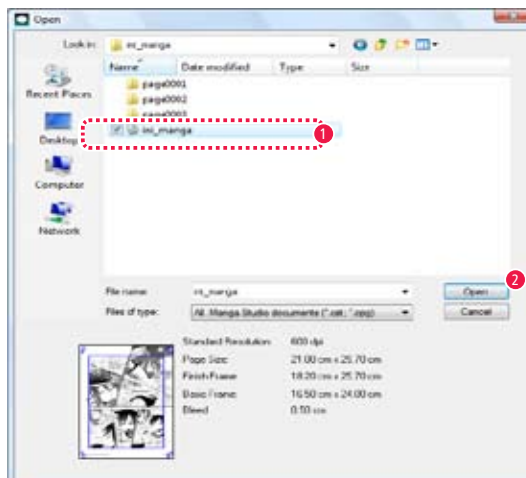 Open
Look in: ini_manga
Name Date modified Type Size
Recent Places
page0001
page0002
page0003
Desktop
ini_manga 1
Computer
Network
2
File name: ini_manga Open
Files of type: All Manga Studio documents (*.cst; *.cpg) Cancel
Standard Resolution 600 dpi
Page Size 21.00 cm x 25.70 cm
Finish Frame 18.20 cm x 25.70 cm
Basic Frame 16.50 cm x 24.00 cm
Bleed 0.50 cm